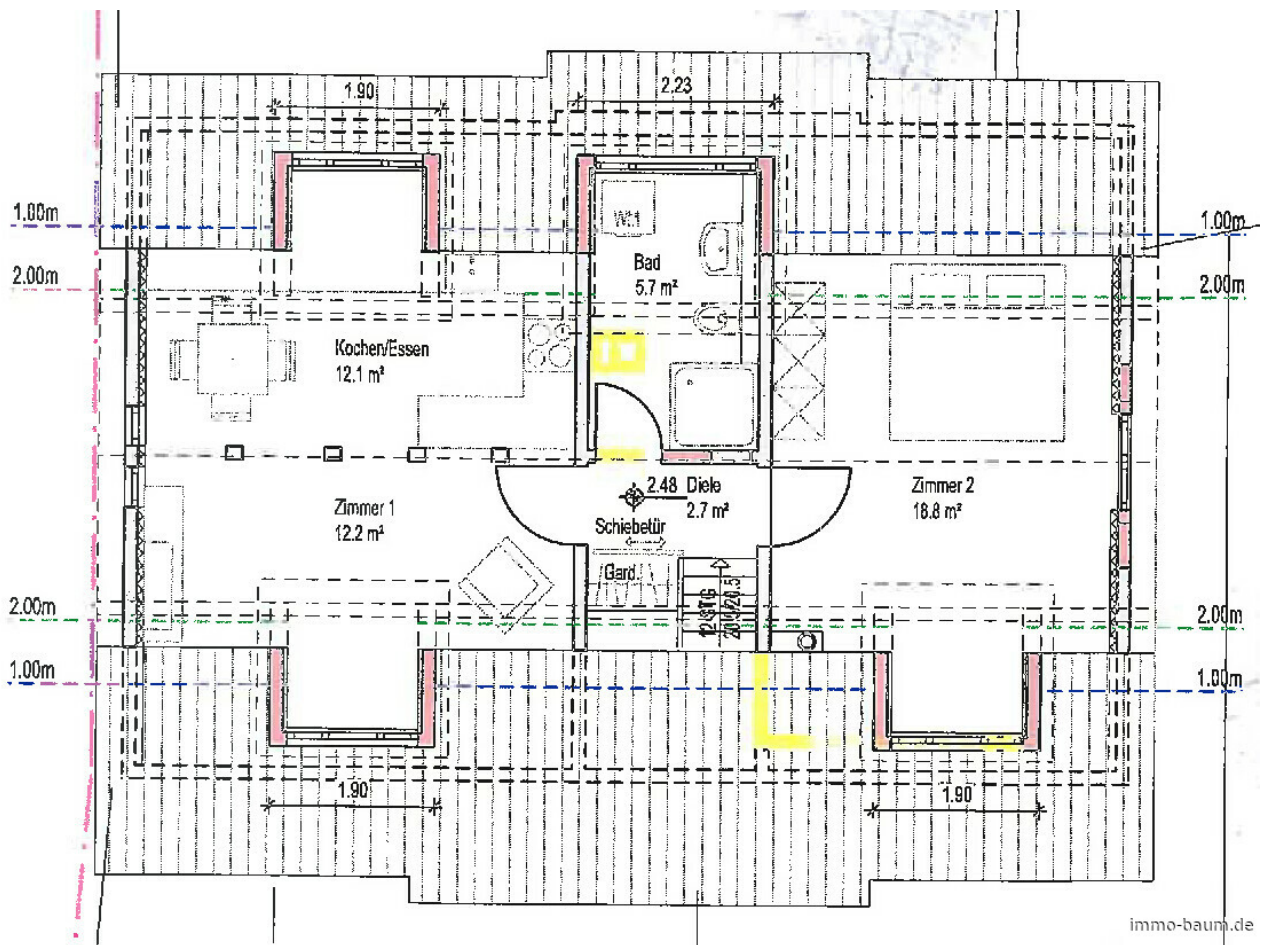 1.90
2.23
1.00m
1.00m
WM
Bad
5.7 m²
2.00m
2.00m
Kochen/Essen
12.1 m²
Zimmer 1
12.2 m²
2.48 Diele
2.7 m²
Zimmer 2
18.8 m²
Schiebetür
Gard.
12 STG
2.00m
2.00m
1.00m
1.00m
1.90
1.90
immo-baum.de